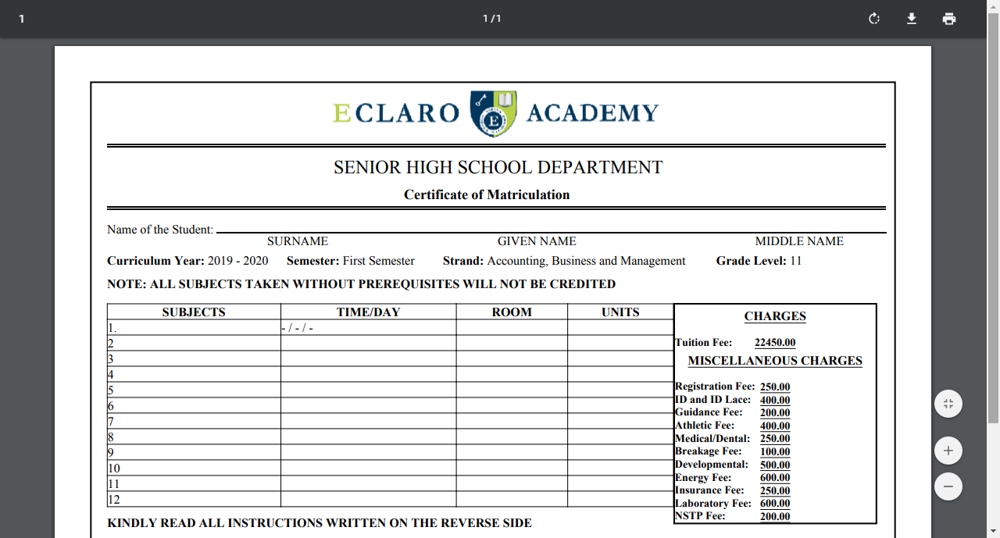 1
1 / 1
ECLARO ACADEMY
E
SENIOR HIGH SCHOOL DEPARTMENT
Certificate of Matriculation
Name of the Student:
SURNAME GIVEN NAME MIDDLE NAME
Curriculum Year: 2019 - 2020 Semester: First Semester Strand: Accounting, Business and Management Grade Level: 11
NOTE: ALL SUBJECTS TAKEN WITHOUT PREREQUISITES WILL NOT BE CREDITED
SUBJECTS TIME/DAY ROOM UNITS
1. - / - / -
2
3
4
5
6
7
8
9
10
11
12
CHARGES
Tuition Fee: 22450.00
MISCELLANEOUS CHARGES
Registration Fee: 250.00
ID and ID Lace: 400.00
Guidance Fee: 200.00
Athletic Fee: 400.00
Medical/Dental: 250.00
Breakage Fee: 100.00
Developmental: 500.00
Energy Fee: 600.00
Insurance Fee: 250.00
Laboratory Fee: 600.00
NSTP Fee: 200.00
KINDLY READ ALL INSTRUCTIONS WRITTEN ON THE REVERSE SIDE